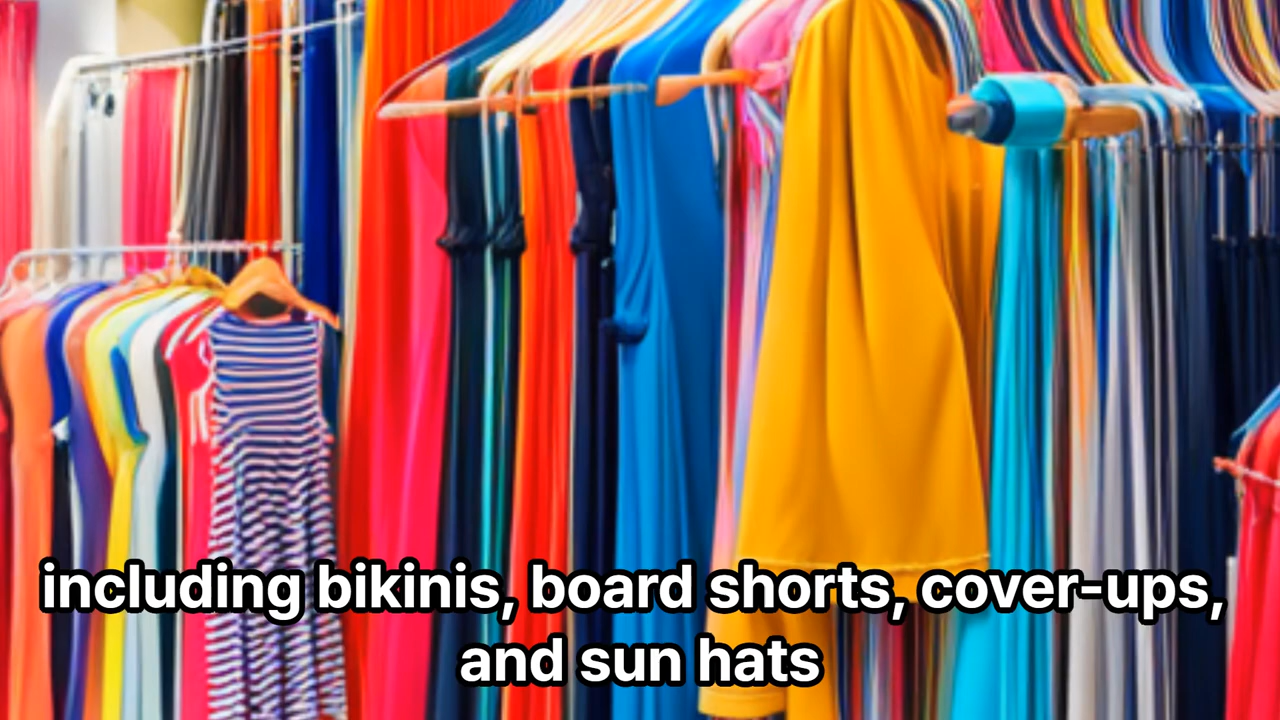 including bikinis, board shorts, cover-ups,
and sun hats